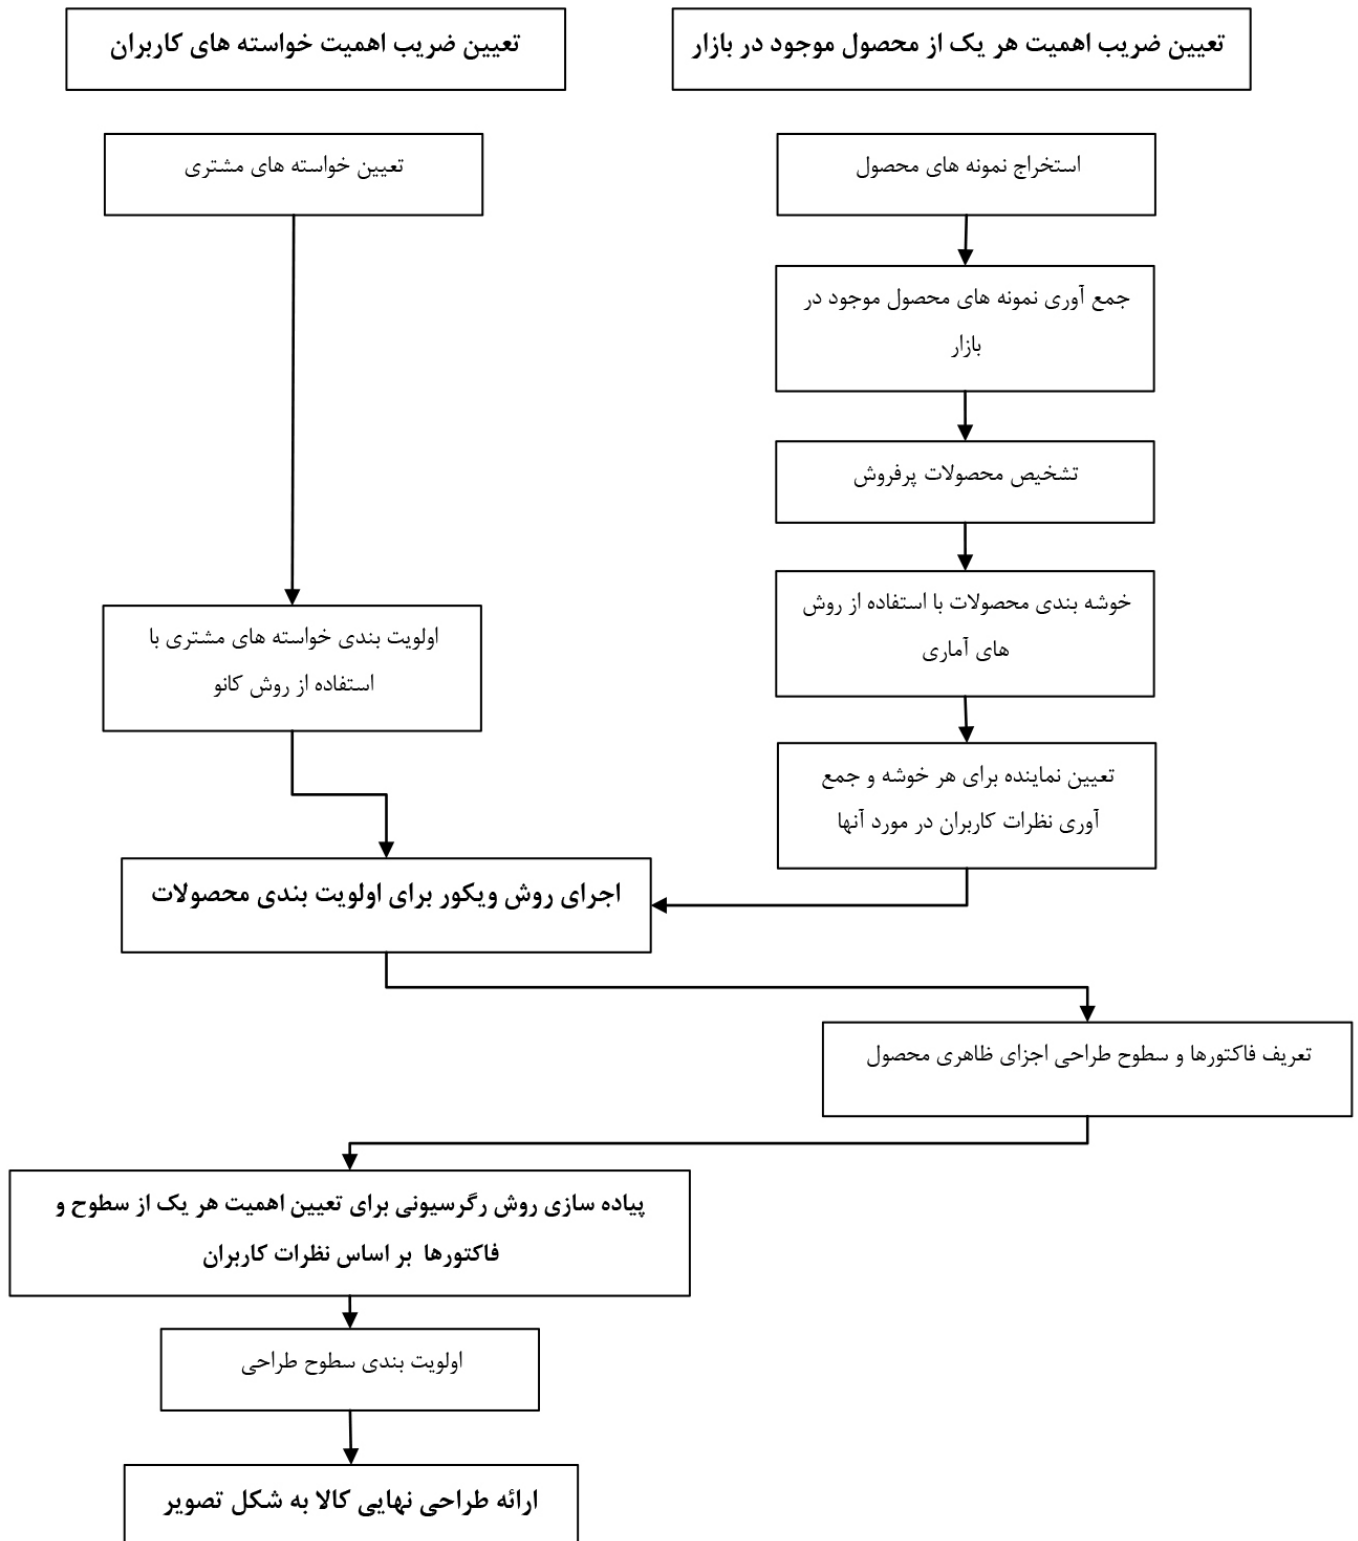 تعیین ضریب اهمیت هر یک از محصول موجود در بازار
تعیین ضریب اهمیت خواسته های کاربران
استخراج نمونه های محصول
تعیین خواسته های مشتری
جمع آوری نمونه های محصول موجود در
بازار
تشخیص محصولات پرفروش
خوشه بندی محصولات با استفاده از روش
های آماری
اولویت بندی خواسته های مشتری با
استفاده از روش کانو
تعیین نماینده برای هر خوشه و جمع
آوری نظرات کاربران در مورد آنها
اجرای روش ویکور برای اولویت بندی محصولات
تعریف فاکتورها و سطوح طراحی اجزای ظاهری محصول
پیاده سازی روش رگرسیونی برای تعیین اهمیت هر یک از سطوح و
فاکتورها بر اساس نظرات کاربران
اولویت بندی سطوح طراحی
ارائه طراحی نهایی کالا به شکل تصویر